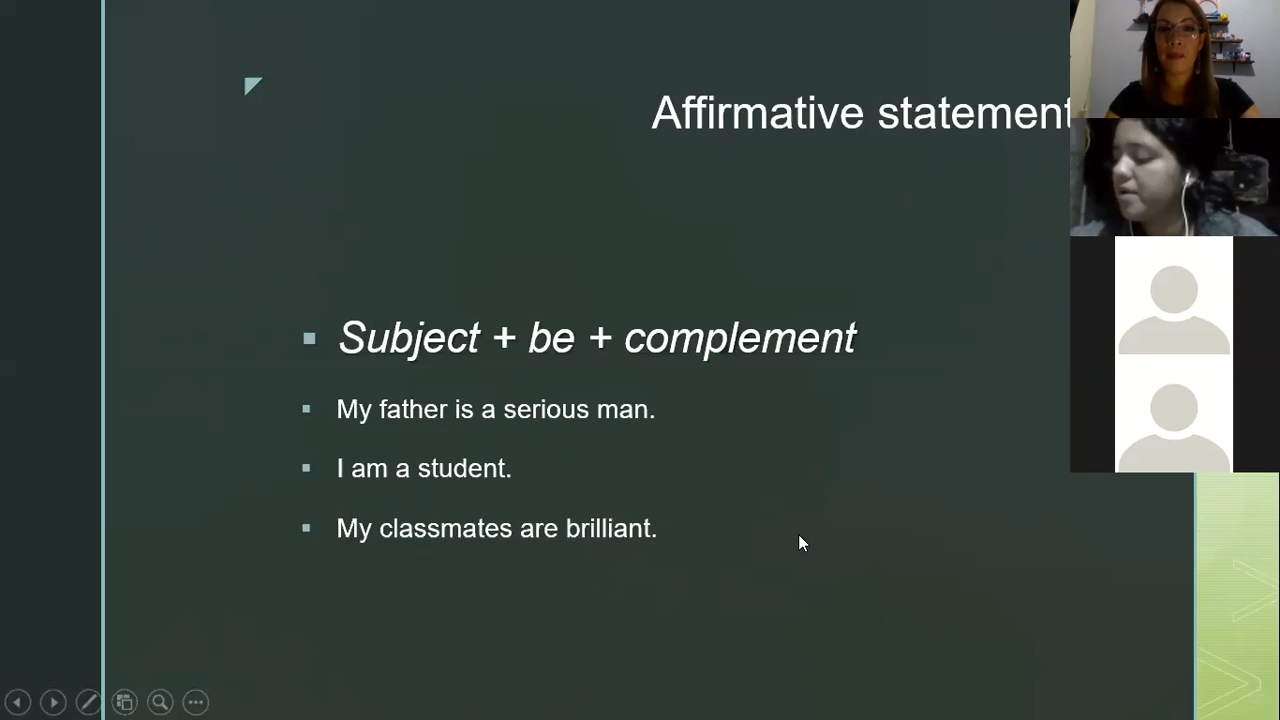 Affirmative statement
Subject + be + complement
My father is a serious man.
I am a student.
My classmates are brilliant.